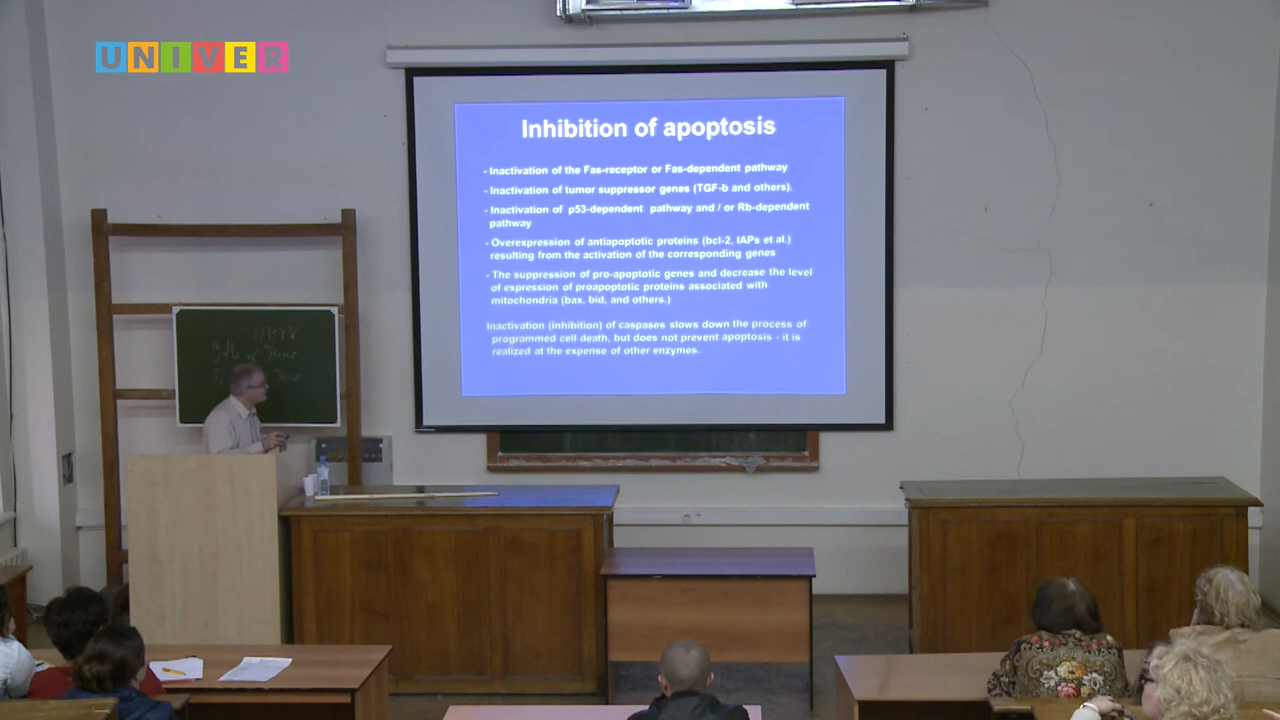 UNIVER
Inhibition of apoptosis
- Inactivation of the Fas-receptor or Fas-dependent pathway
- Inactivation of tumor suppressor genes (TGF-b and others).
- Inactivation of p53-dependent pathway and / or Rb-dependent
pathway
- Overexpression of antiapoptotic proteins (bcl-2, IAPs et al.)
resulting from the activation of the corresponding genes
- The suppression of pro-apoptotic genes and decrease the level
of expression of proapoptotic proteins associated with
mitochondria (bax, bid, and others.)
Inactivation (inhibition) of caspases slows down the process of
programmed cell death, but does not prevent apoptosis - it is
realized at the expense of other enzymes.